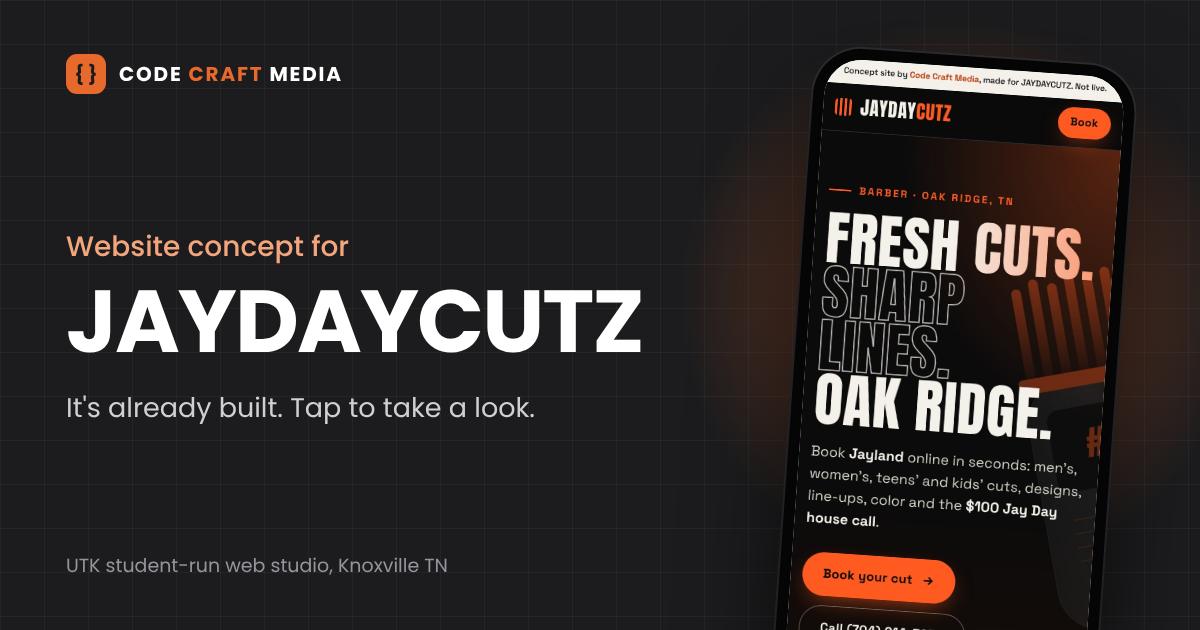 { } CODE CRAFT MEDIA
Website concept for
JAYDAYCUTZ
It's already built. Tap to take a look.
UTK student-run web studio, Knoxville TN
Concept site by Code Craft Media, made for JAYDAYCUTZ. Not live.
JAYDAYCUTZ
Book
BARBER · OAK RIDGE, TN
FRESH CUTS.
SHARP
LINES.
OAK RIDGE.
Book Jayland online in seconds: men's,
women's, teens' and kids' cuts, designs,
line-ups, color and the $100 Jay Day
house call.
#
Book your cut →
Call (704)